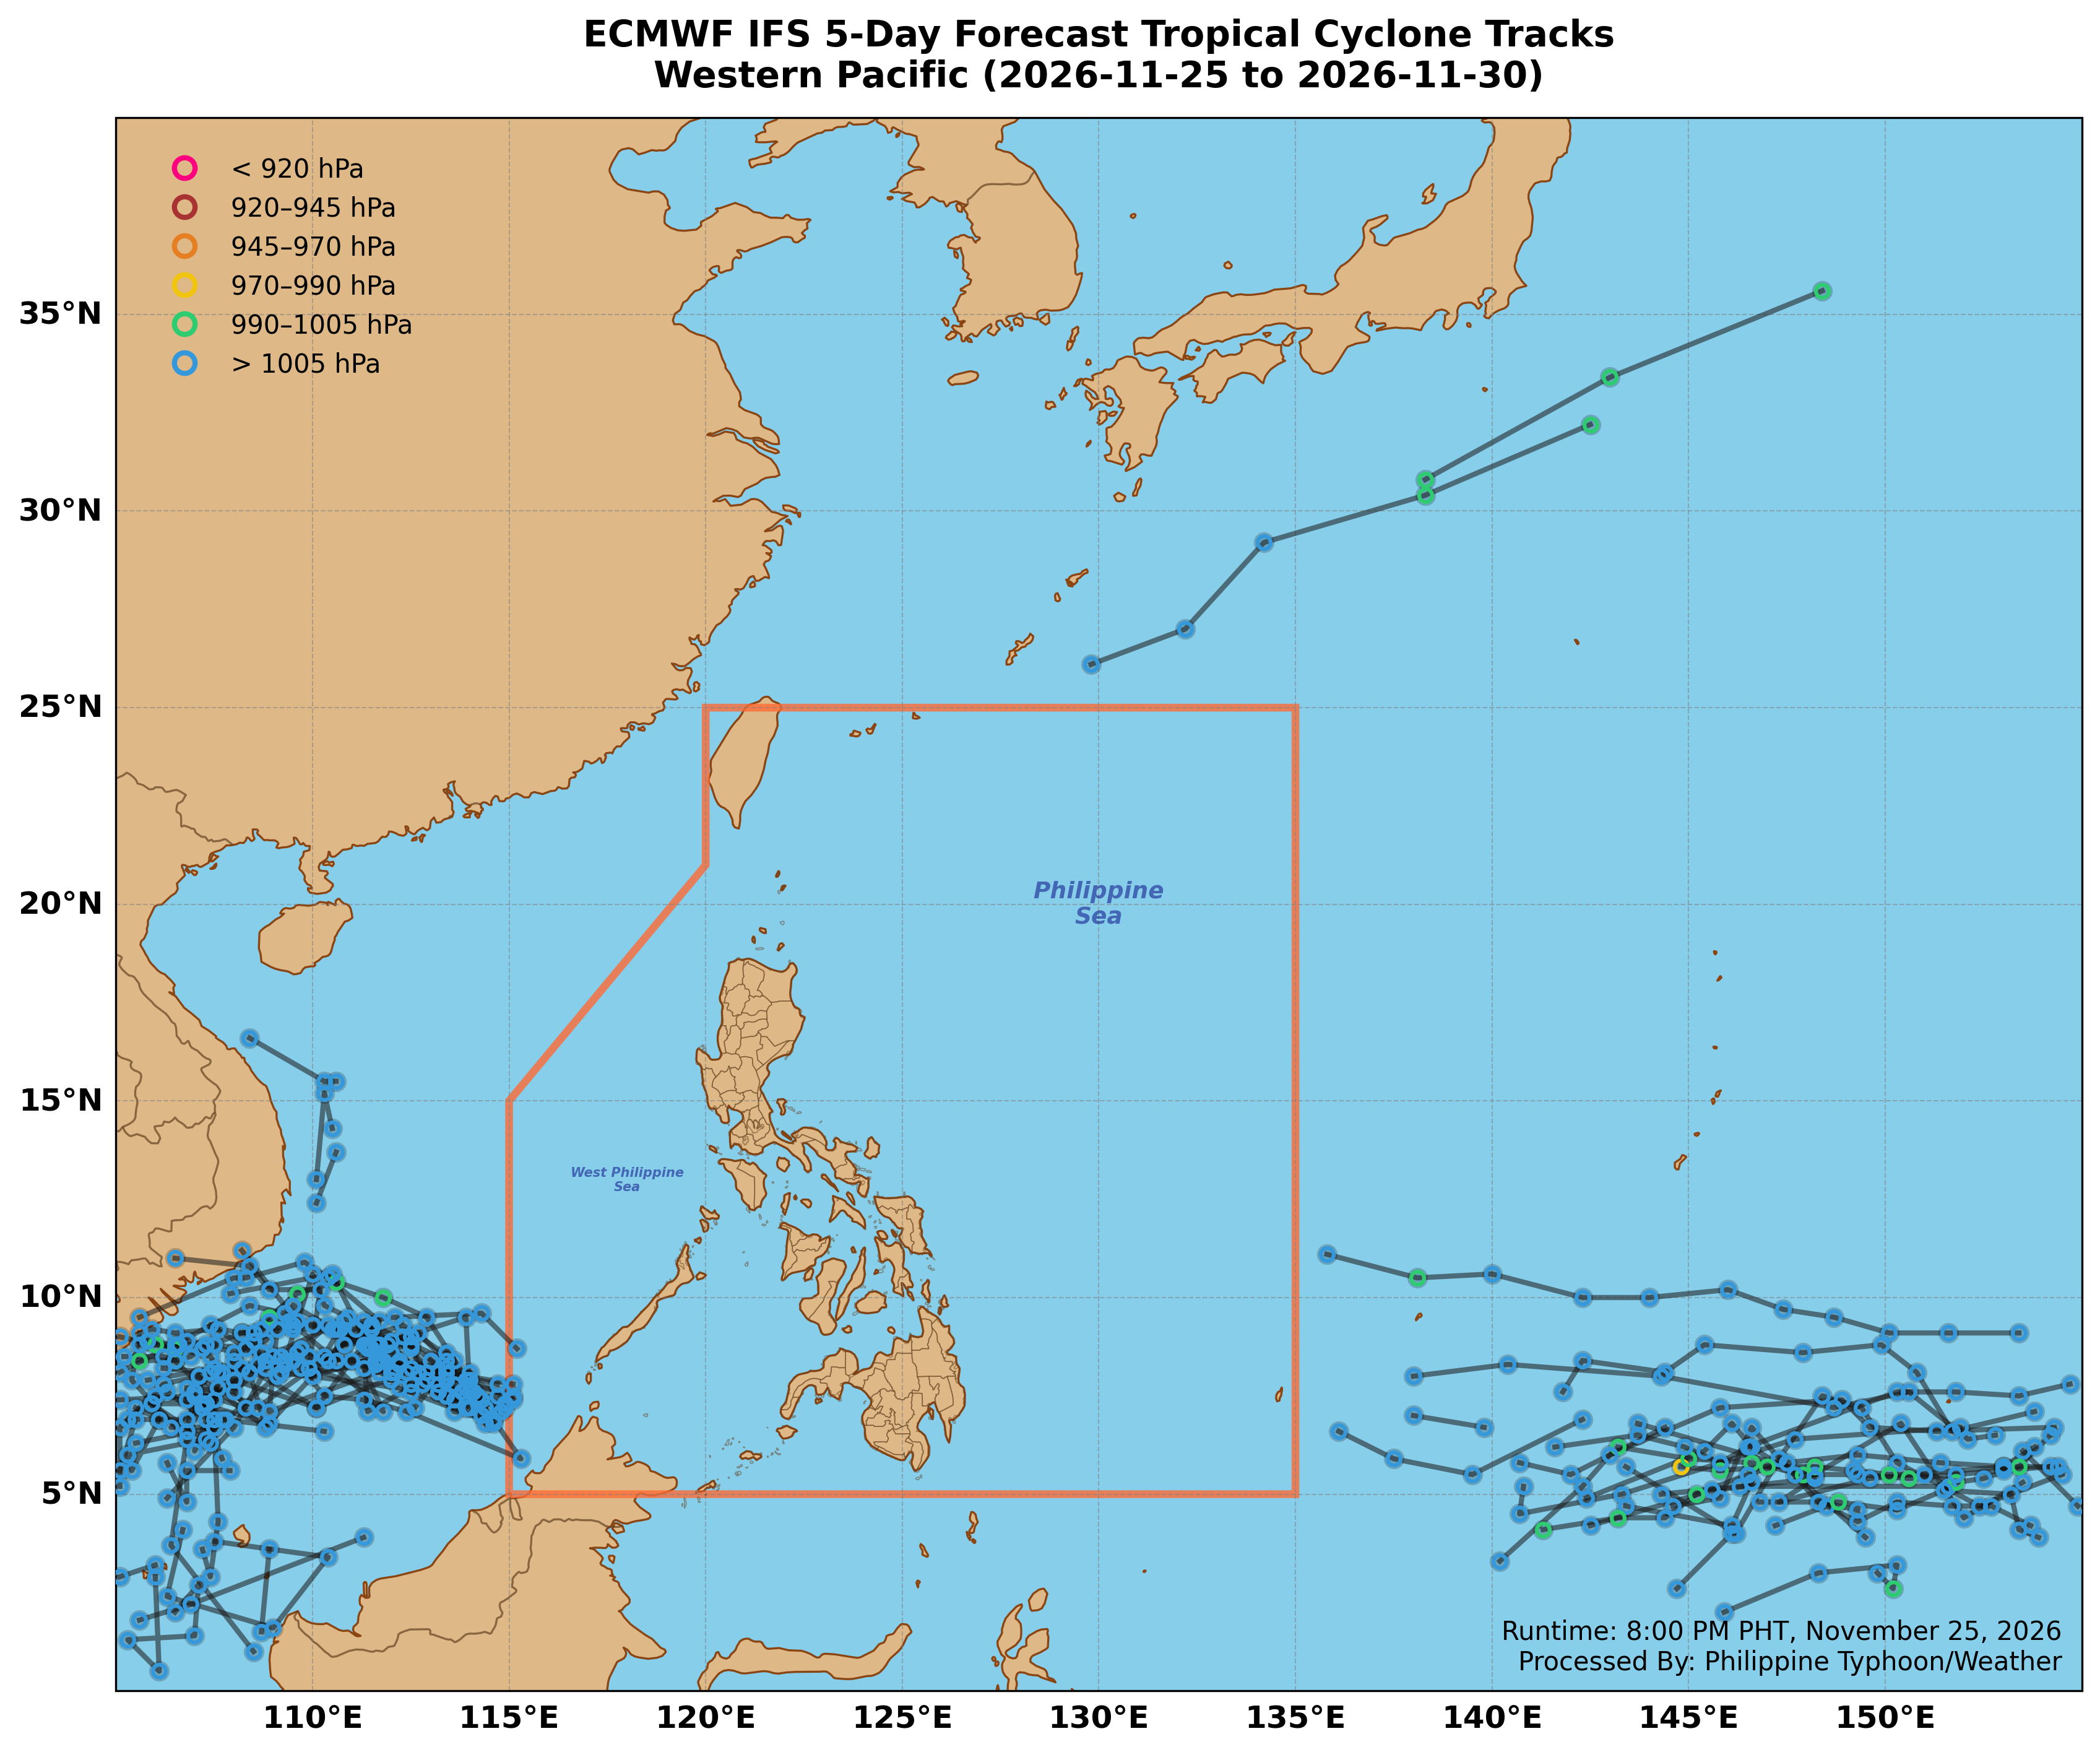 ECMWF IFS 5-Day Forecast Tropical Cyclone Tracks
Western Pacific (2026-11-25 to 2026-11-30)
< 920 hPa
920–945 hPa
945–970 hPa
970–990 hPa
990–1005 hPa
> 1005 hPa
35°N
30°N
25°N
20°N
15°N
10°N
5°N
Philippine
Sea
West Philippine
Sea
Runtime: 8:00 PM PHT, November 25, 2026
Processed By: Philippine Typhoon/Weather
110°E
115°E
120°E
125°E
130°E
135°E
140°E
145°E
150°E